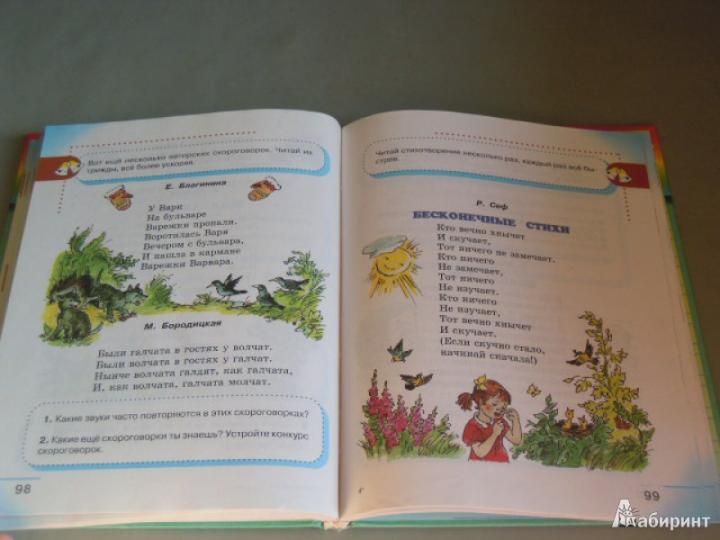 Вот ещё несколько авторских скороговорок. Читай их
трижды, всё более ускоряя.
Е. Благинина
У Вари
На бульваре
Варежки пропали.
Воротилась Варя
Вечером с бульвара,
И нашла в кармане
Варежки Варвара.
М. Бородицкая
Были галчата в гостях у волчат.
Были волчата в гостях у галчат.
Нынче волчата галдят, как галчата,
И, как волчата, галчата молчат.
1. Какие звуки часто повторяются в этих скороговорках?
2. Какие ещё скороговорки ты знаешь? Устройте конкурс
скороговорок.
98
Читай стихотворение несколько раз, каждый раз всё бы-
стрее.
Р. Сеф
БЕСКОНЕЧНЫЕ СТИХИ
Кто вечно хнычет
И скучает,
Тот ничего не замечает.
Кто ничего
Не замечает,
Тот ничего
Не изучает.
Кто ничего
Не изучает,
Тот вечно хнычет
И скучает.
(Если скучно стало,
начинай сначала!)
99
Лабиринт